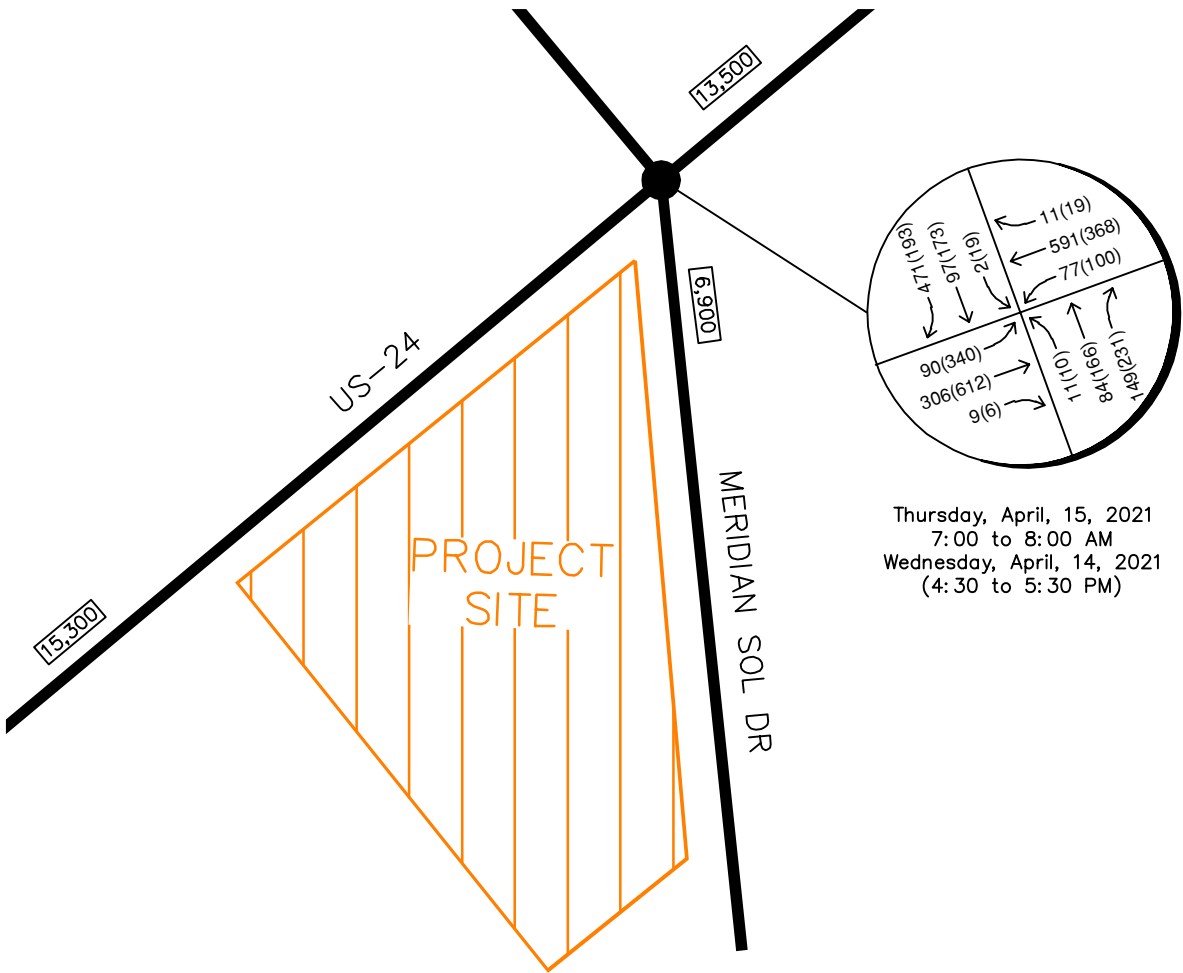 13,500
11(19)
591(368)
77(100)
2(19)
97(173)
471(193)
6,900
90(340)
306(612)
9(6)
11(10)
84(166)
149(231)
US-24
MERIDIAN SOL DR
Thursday, April, 15, 2021
7:00 to 8:00 AM
Wednesday, April, 14, 2021
(4:30 to 5:30 PM)
PROJECT
SITE
15,300